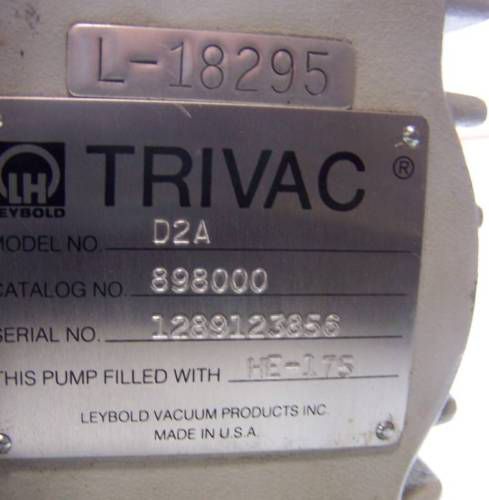 L-18295
LH
LEYBOLD
TRIVAC ®
MODEL NO. D2A
CATALOG NO. 898000
SERIAL NO. 1289123856
THIS PUMP FILLED WITH HE-175
LEYBOLD VACUUM PRODUCTS INC.
MADE IN U.S.A.